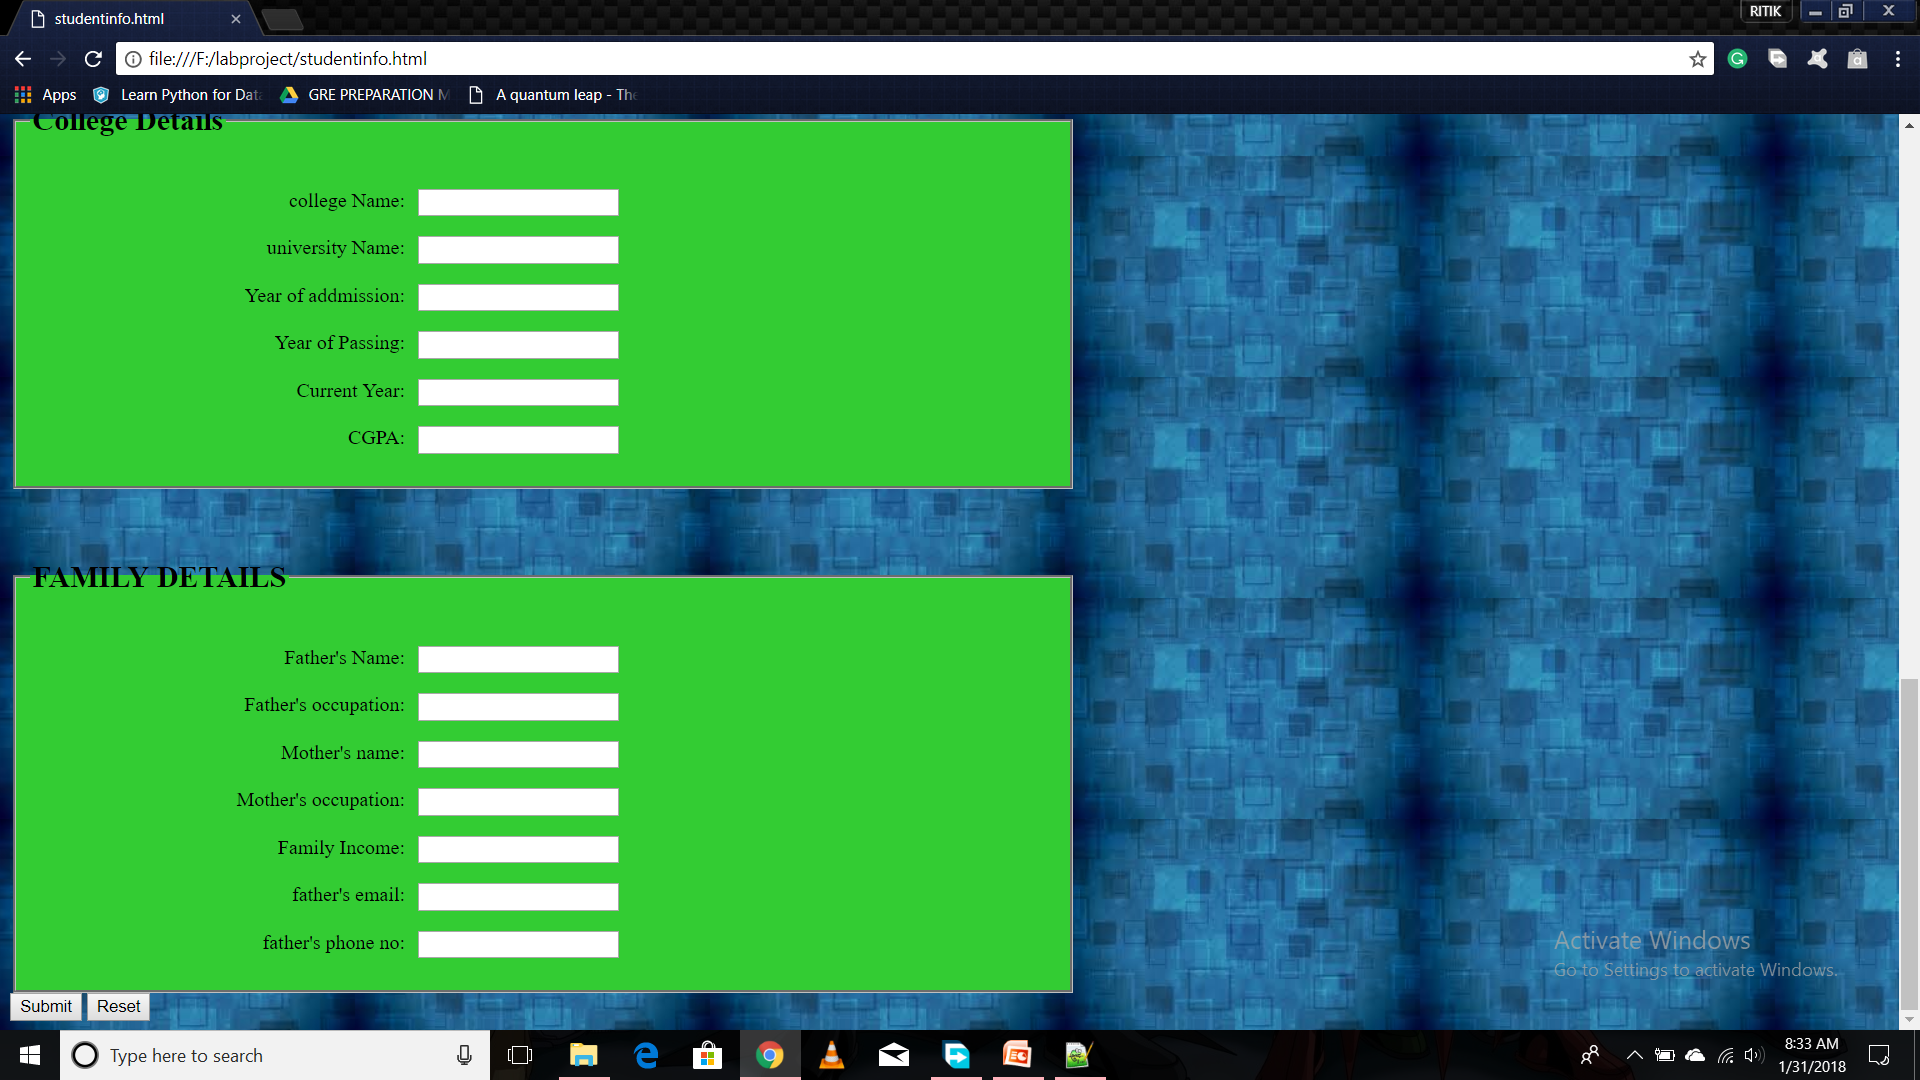 studentinfo.html
RITIK
file:///F:/labproject/studentinfo.html
Apps Learn Python for Dat GRE PREPARATION M A quantum leap - The
College Details
college Name:
university Name:
Year of addmission:
Year of Passing:
Current Year:
CGPA:
FAMILY DETAILS
Father's Name:
Father's occupation:
Mother's name:
Mother's occupation:
Family Income:
father's email:
father's phone no:
Activate Windows
Go to Settings to activate Windows.
Submit Reset
Type here to search
8:33 AM
1/31/2018